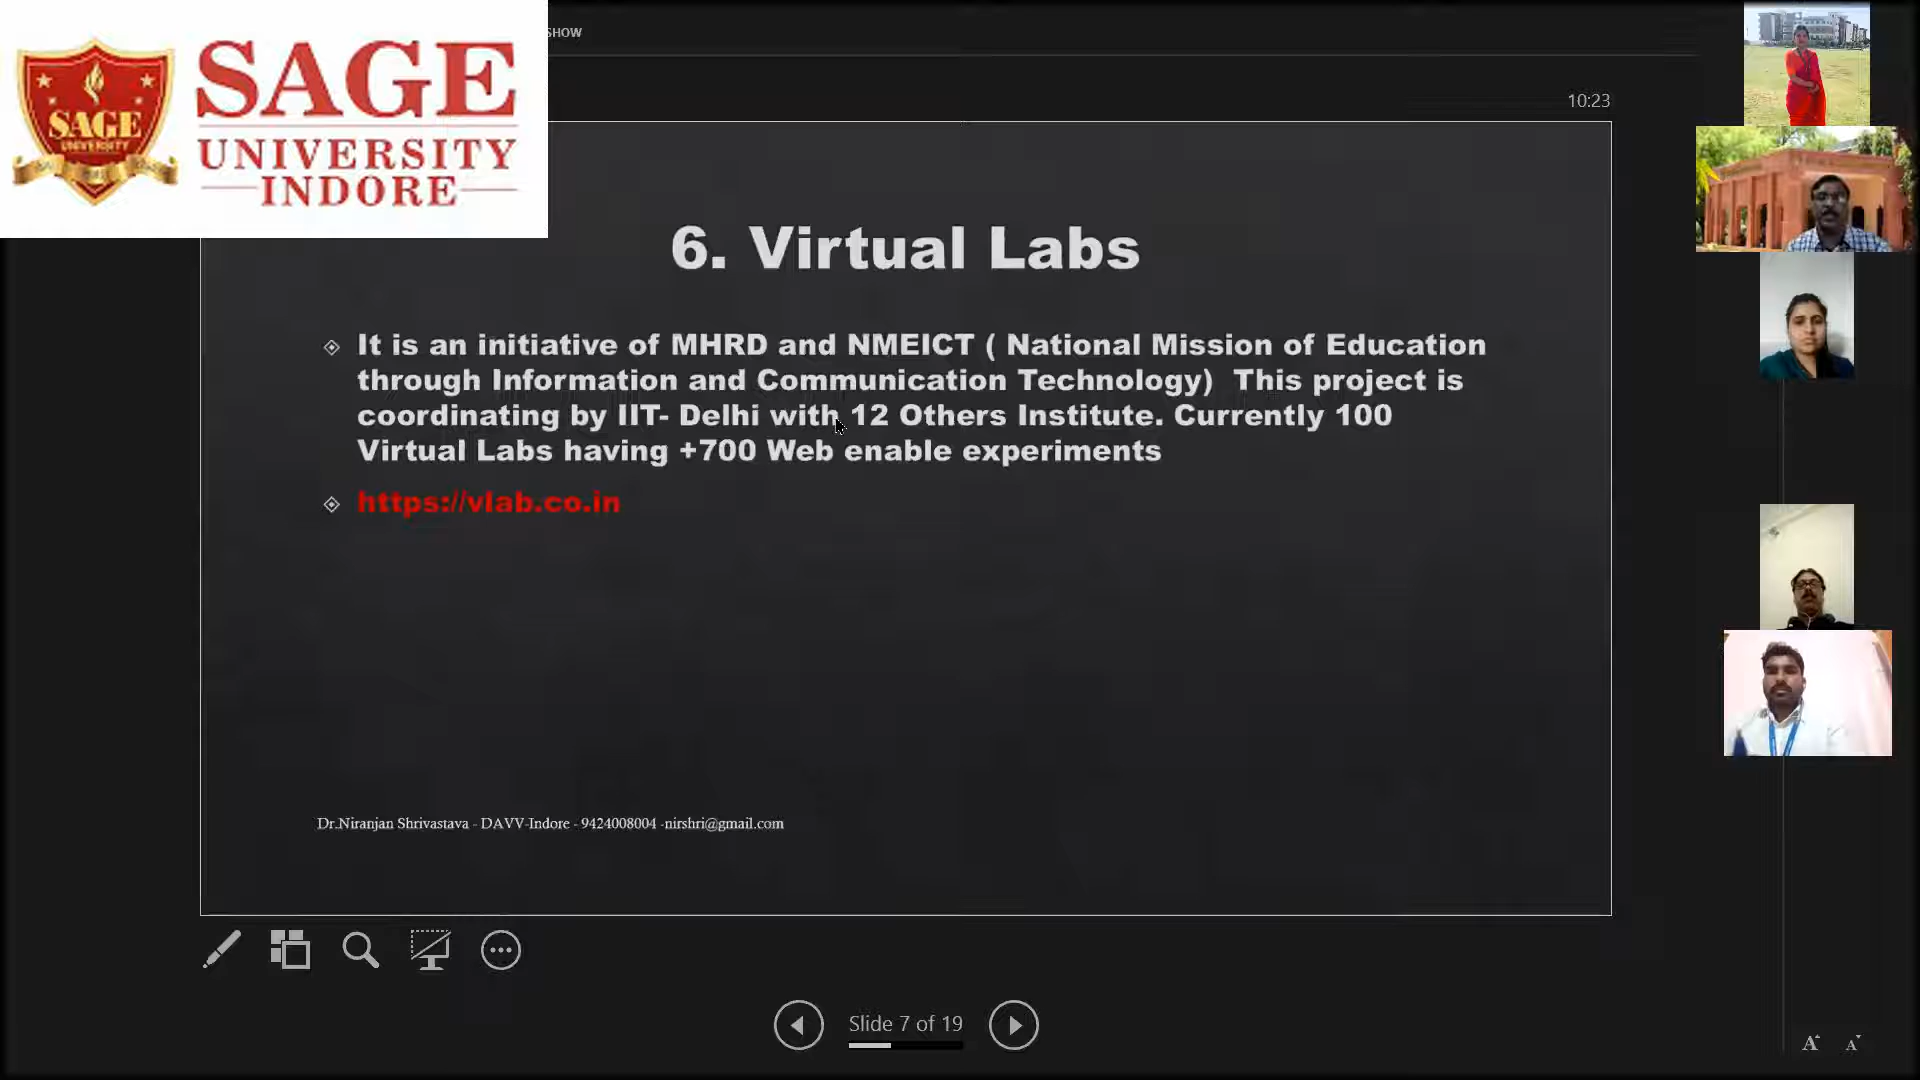 SHOW
SAGE
UNIVERSITY
INDORE
SAGE
UNIVERSITY
10:23
6. Virtual Labs
It is an initiative of MHRD and NMEICT ( National Mission of Education
through Information and Communication Technology)  This project is
coordinating by IIT- Delhi with 12 Others Institute. Currently 100
Virtual Labs having +700 Web enable experiments
https://vlab.co.in
Dr.Niranjan Shrivastava - DAVV-Indore - 9424008004 -nirshri@gmail.com
Slide 7 of 19
A A